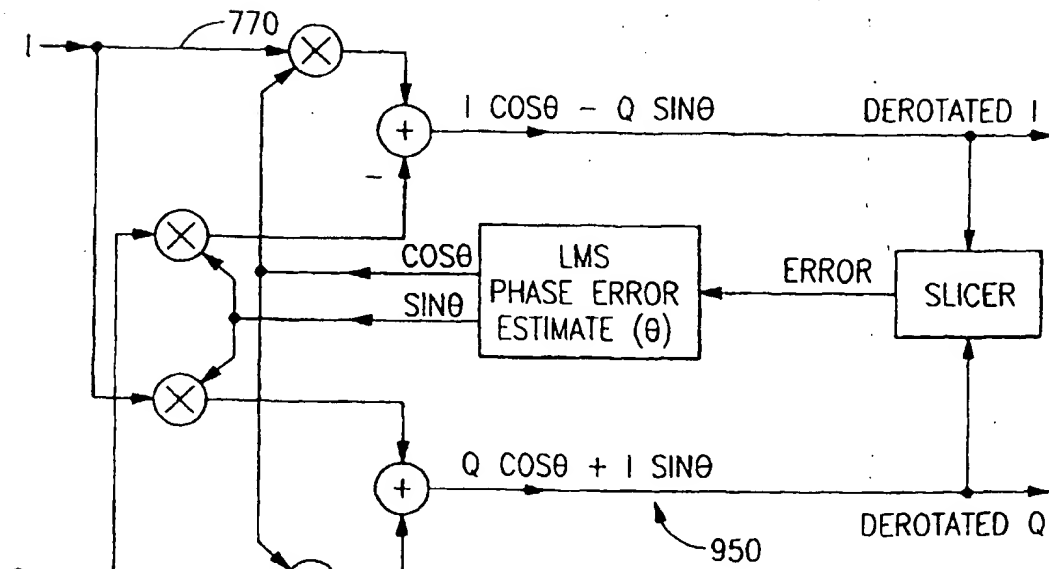 770
I
I COSθ - Q SINθ
DEROTATED I
-
COSθ
SINθ
LMS
PHASE ERROR
ESTIMATE (θ)
ERROR
SLICER
Q COSθ + I SINθ
DEROTATED Q
950